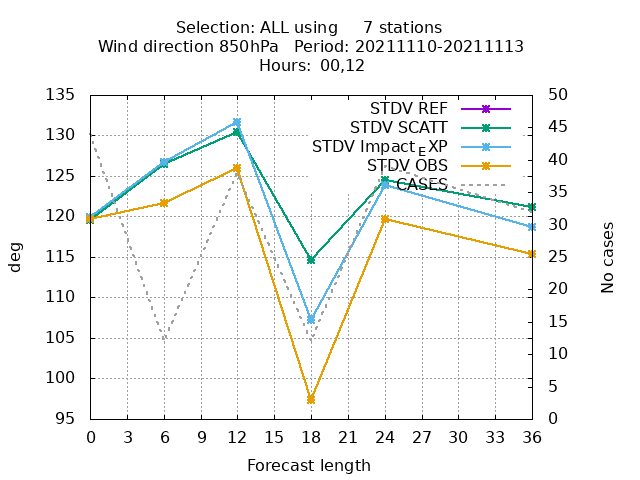 Selection: ALL using 7 stations
Wind direction 850hPa Period: 20211110-20211113
Hours: 00,12
STDV REF
STDV SCATT
STDV Impact_EXP
STDV OBS
CASES
135
130
125
120
115
110
105
100
95
50
45
40
35
30
25
20
15
10
5
0
deg
No cases
0 3 6 9 12 15 18 21 24 27 30 33 36
Forecast length